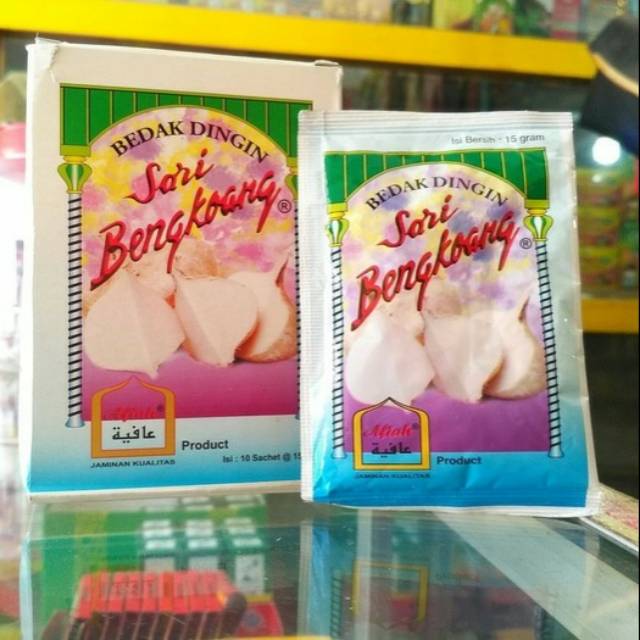 BEDAK DINGIN
Sari
Bengkoang®
Afiah®
عافية
Product
JAMINAN KUALITAS
Isi : 10 Sachet @ 15
Isi Bersih - 15 gram
BEDAK DINGIN
Sari
Bengkoang®
Afiah®
عافية
Product
JAMINAN KUALITAS